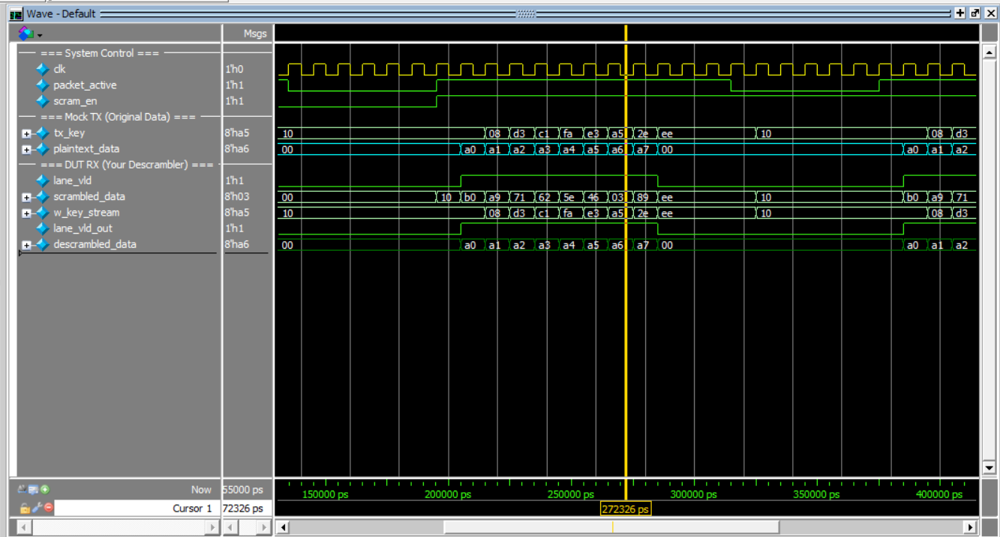 Wave - Default
Msgs
=== System Control ===
clk 1'h0
packet_active 1'h1
scram_en 1'h1
=== Mock TX (Original Data) ===
tx_key 8'ha5 10 08 d3 c1 fa e3 a5 2e ee 10 08 d3
plaintext_data 8'ha6 00 a0 a1 a2 a3 a4 a5 a6 a7 00 a0 a1 a2
=== DUT RX (Your Descrambler) ===
lane_vld 1'h1
scrambled_data 8'h03 00 10 b0 a9 71 62 5e 46 03 89 ee 10 b0 a9 71
w_key_stream 8'ha5 10 08 d3 c1 fa e3 a5 2e ee 10 08 d3
lane_vld_out 1'h1
descrambled_data 8'ha6 00 a0 a1 a2 a3 a4 a5 a6 a7 00 a0 a1 a2
Now 55000 ps 150000 ps 200000 ps 250000 ps 300000 ps 350000 ps 400000 ps
Cursor 1 72326 ps 272326 ps